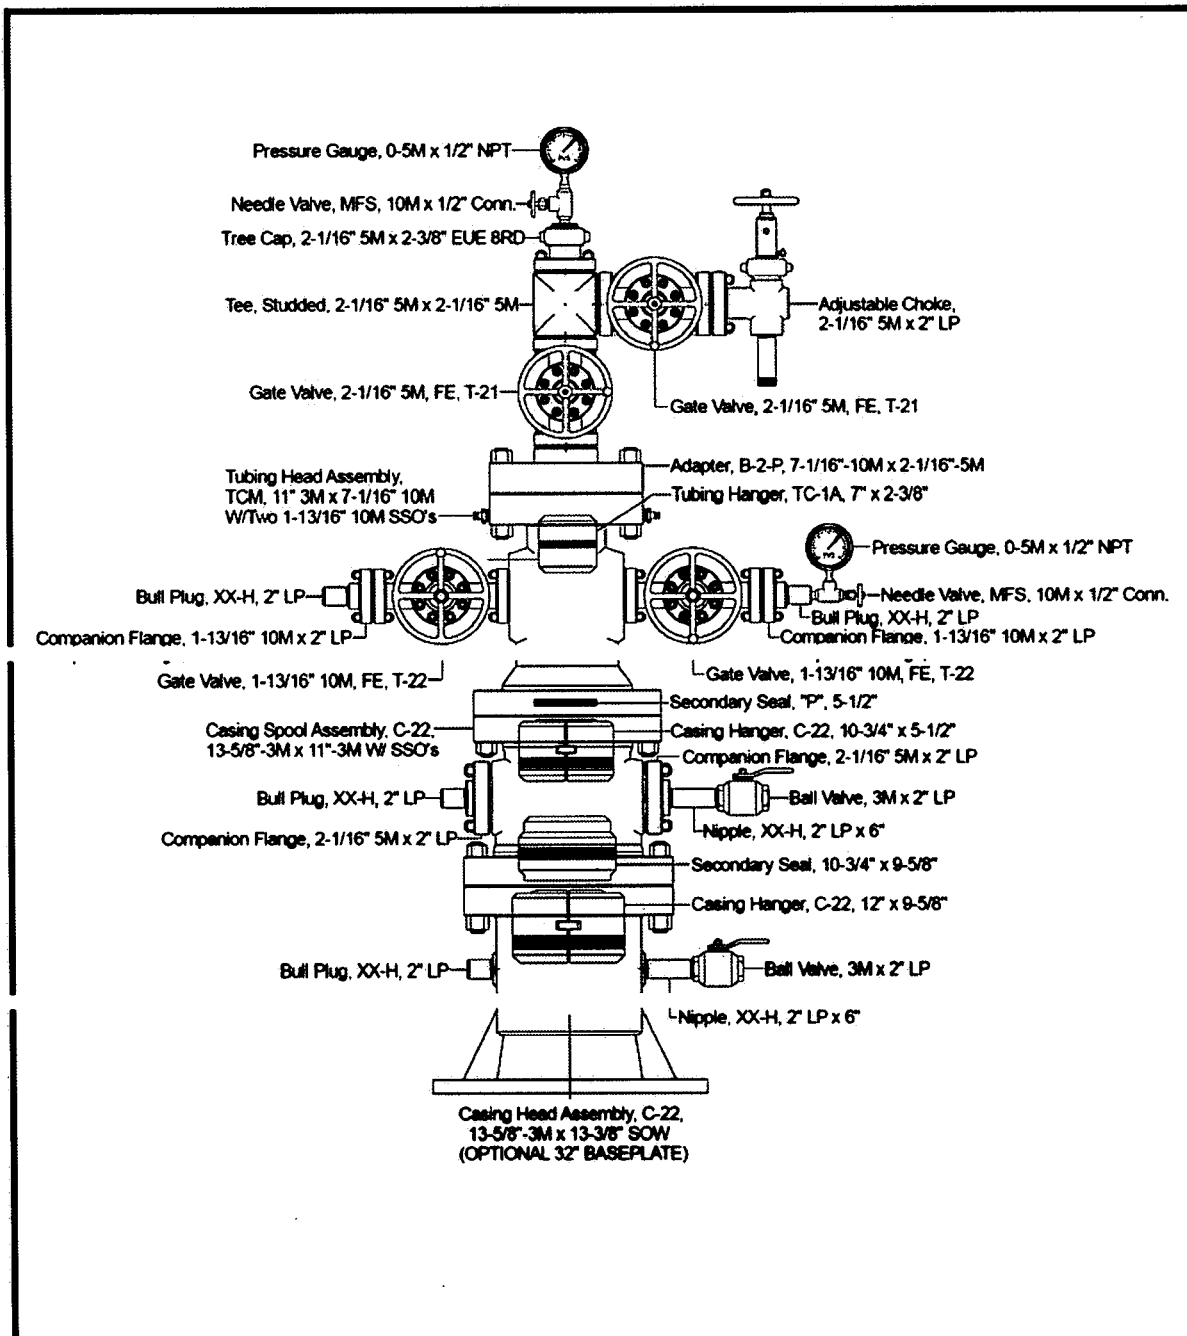 Pressure Gauge, 0-5M x 1/2" NPT
Needle Valve, MFS, 10M x 1/2" Conn.
Tree Cap, 2-1/16" 5M x 2-3/8" EUE 8RD
Tee, Studded, 2-1/16" 5M x 2-1/16" 5M
Adjustable Choke,
2-1/16" 5M x 2" LP
Gate Valve, 2-1/16" 5M, FE, T-21
Gate Valve, 2-1/16" 5M, FE, T-21
Adapter, B-2-P, 7-1/16"-10M x 2-1/16"-5M
Tubing Head Assembly,
TCM, 11" 3M x 7-1/16" 10M
W/Two 1-13/16" 10M SSO's
Tubing Hanger, TC-1A, 7" x 2-3/8"
Pressure Gauge, 0-5M x 1/2" NPT
Bull Plug, XX-H, 2" LP
Needle Valve, MFS, 10M x 1/2" Conn.
Bull Plug, XX-H, 2" LP
Companion Flange, 1-13/16" 10M x 2" LP
Companion Flange, 1-13/16" 10M x 2" LP
Gate Valve, 1-13/16" 10M, FE, T-22
Gate Valve, 1-13/16" 10M, FE, T-22
Secondary Seal, "P", 5-1/2"
Casing Spool Assembly, C-22,
13-5/8"-3M x 11"-3M W/ SSO's
Casing Hanger, C-22, 10-3/4" x 5-1/2"
Companion Flange, 2-1/16" 5M x 2" LP
Bull Plug, XX-H, 2" LP
Ball Valve, 3M x 2" LP
Companion Flange, 2-1/16" 5M x 2" LP
Nipple, XX-H, 2" LP x 6"
Secondary Seal, 10-3/4" x 9-5/8"
Casing Hanger, C-22, 12" x 9-5/8"
Bull Plug, XX-H, 2" LP
Ball Valve, 3M x 2" LP
Nipple, XX-H, 2" LP x 6"
Casing Head Assembly, C-22,
13-5/8"-3M x 13-3/8" SOW
(OPTIONAL 32" BASEPLATE)